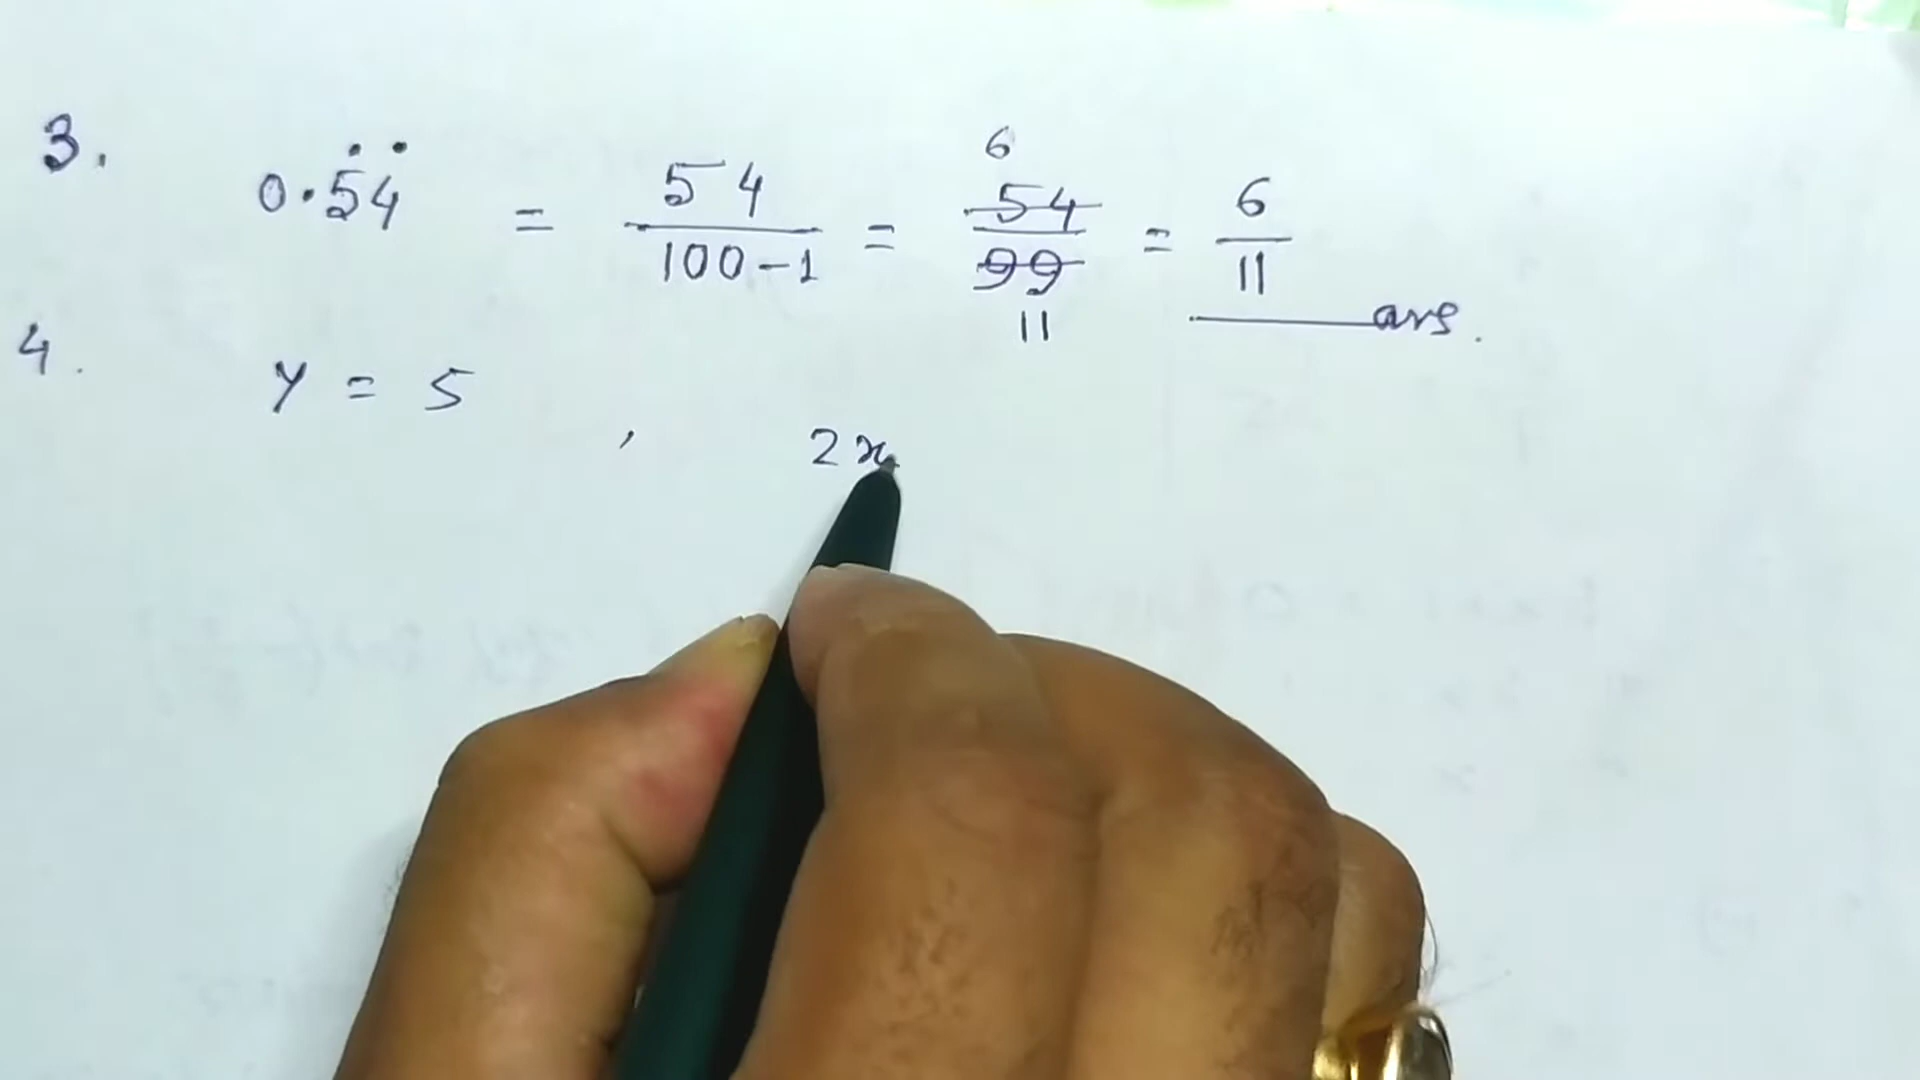 3. 0.5̇4̇ = 54/(100-1) = 54/99 = 6/11 ans.
6
11
4. y = 5 , 2x